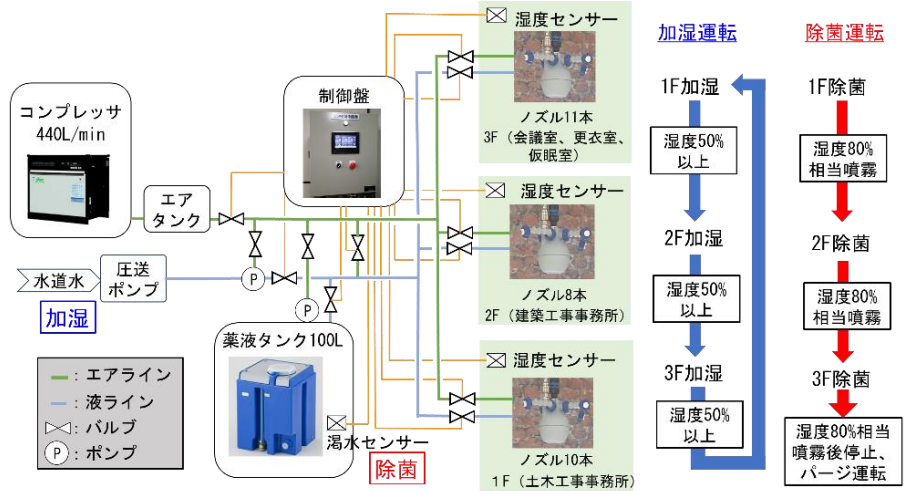 コンプレッサ
440L/min
エア
タンク
水道水
圧送
ポンプ
加湿
P
P
制御盤
薬液タンク100L
渇水センサー
除菌
：エアライン
：液ライン
：バルブ
P
：ポンプ
湿度センサー
ノズル11本
3F（会議室、更衣室、
仮眠室）
湿度センサー
ノズル8本
2F（建築工事事務所）
湿度センサー
ノズル10本
1F（土木工事事務所）
加湿運転
1F加湿
湿度50%
以上
2F加湿
湿度50%
以上
3F加湿
湿度50%
以上
除菌運転
1F除菌
湿度80%
相当噴霧
2F除菌
湿度80%
相当噴霧
3F除菌
湿度80%相当
噴霧後停止、
パージ運転